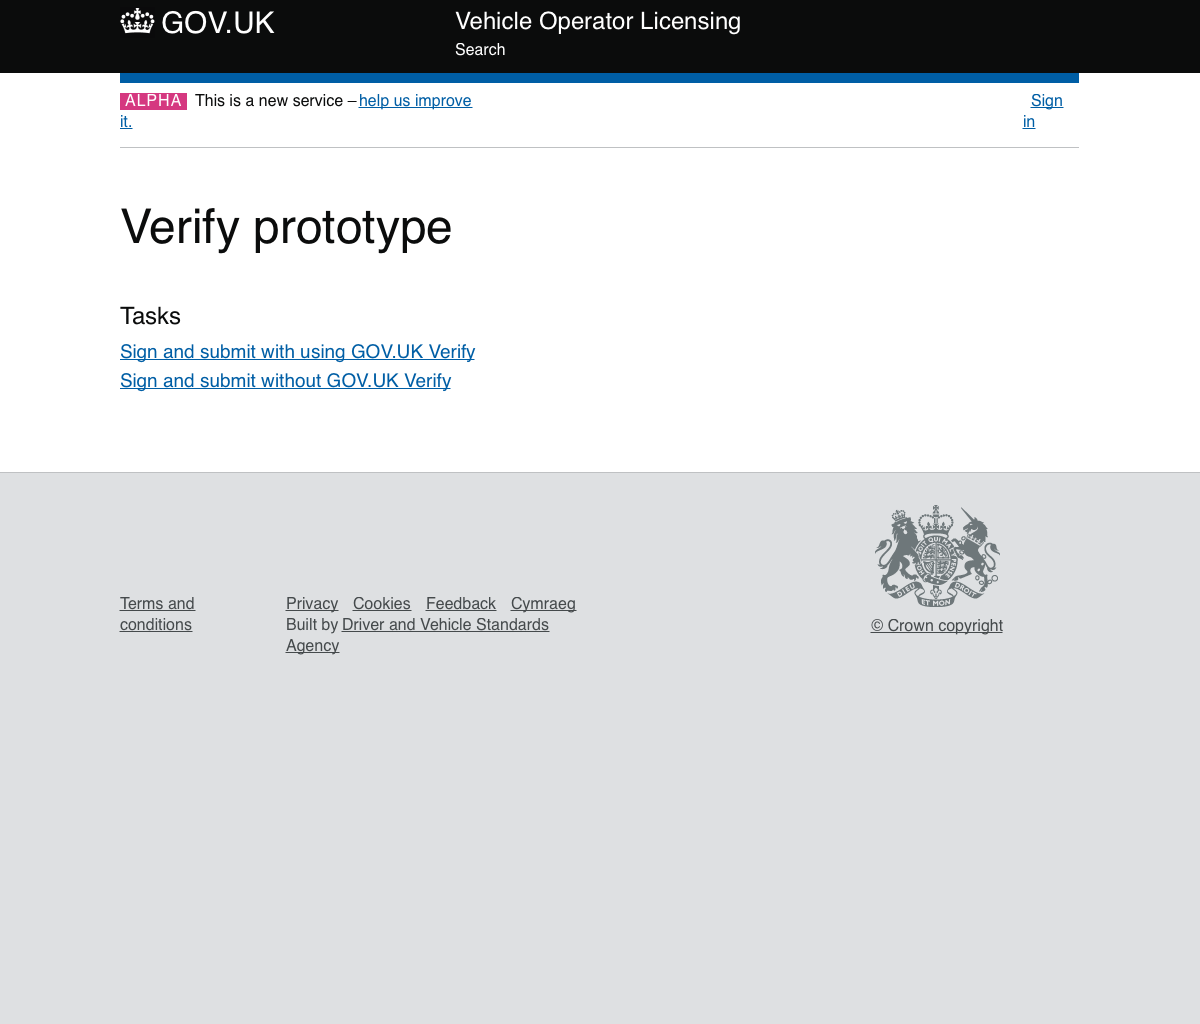 GOV.UK
Vehicle Operator Licensing
Search
ALPHA This is a new service – help us improve it.
Sign in
Verify prototype
Tasks
Sign and submit with using GOV.UK Verify
Sign and submit without GOV.UK Verify
Terms and conditions
Privacy Cookies Feedback Cymraeg
Built by Driver and Vehicle Standards
Agency
DIEU ET MON DROIT
© Crown copyright